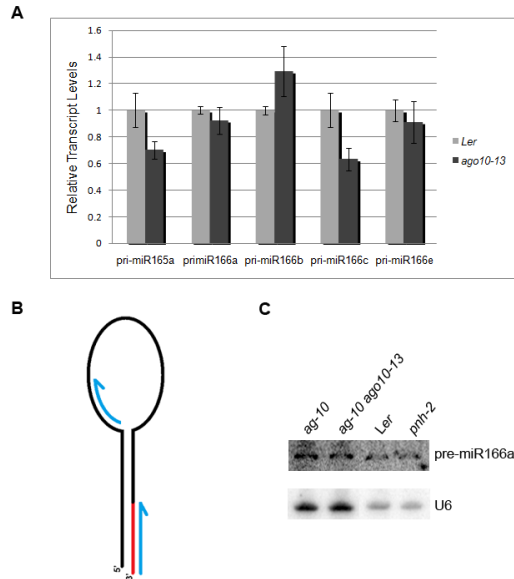 A
Relative Transcript Levels
1.6
1.4
1.2
1
0.8
0.6
0.4
0.2
0
pri-miR165a primiR166a pri-miR166b pri-miR166c pri-miR166e
Ler
ago10-13
B
5'
3'
C
ag-10 ag-10 ago10-13 Ler pnh-2
pre-miR166a
U6